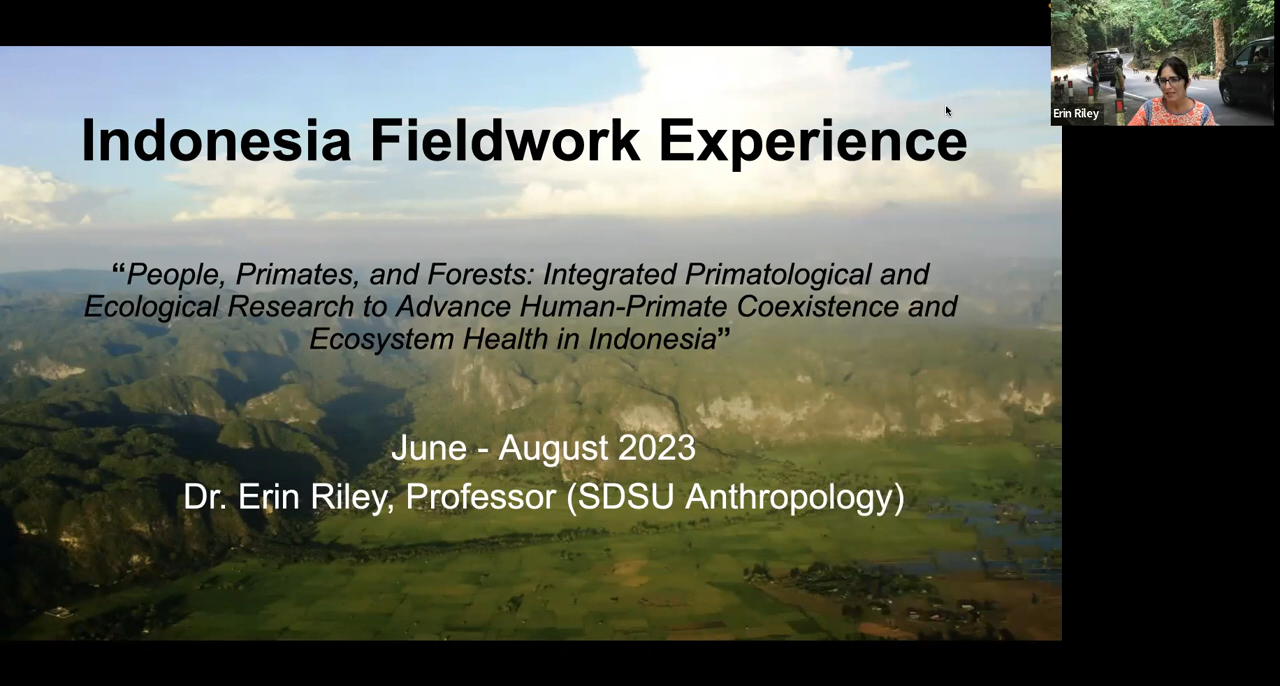 Indonesia Fieldwork Experience
“People, Primates, and Forests: Integrated Primatological and
Ecological Research to Advance Human-Primate Coexistence and
Ecosystem Health in Indonesia”
June - August 2023
Dr. Erin Riley, Professor (SDSU Anthropology)
Erin Riley